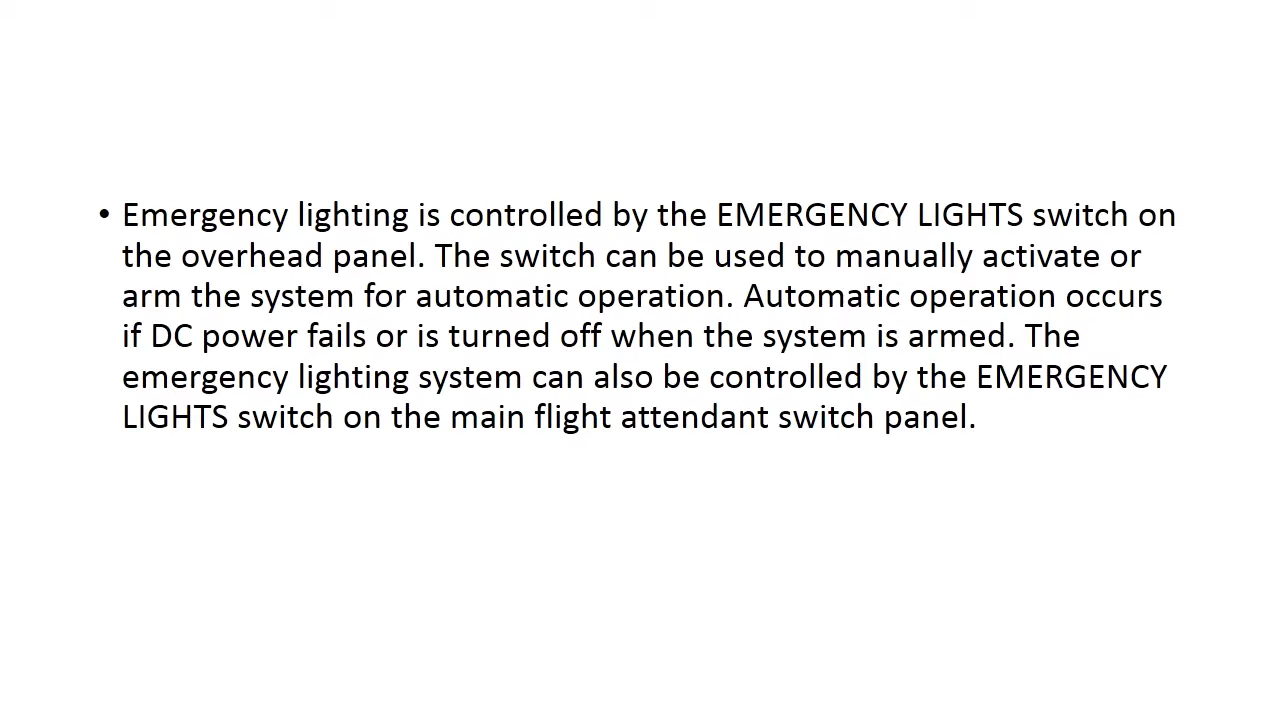 • Emergency lighting is controlled by the EMERGENCY LIGHTS switch on
the overhead panel. The switch can be used to manually activate or
arm the system for automatic operation. Automatic operation occurs
if DC power fails or is turned off when the system is armed. The
emergency lighting system can also be controlled by the EMERGENCY
LIGHTS switch on the main flight attendant switch panel.